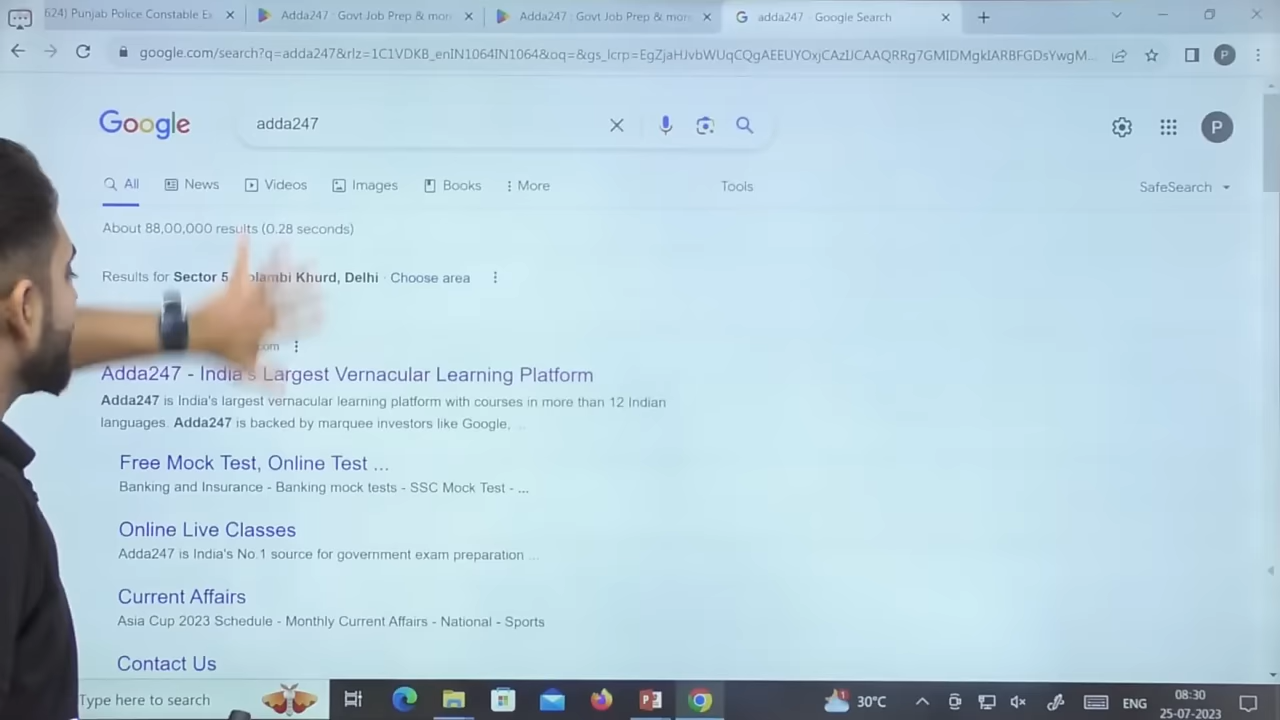 624) Punjab Police Constable Ex
Adda247 : Govt Job Prep & more
Adda247 : Govt Job Prep & more
adda247 - Google Search
google.com/search?q=adda247&rlz=1C1VDKB_enIN1064IN1064&oq=&gs_lcrp=
Google
adda247
P
All
News
Videos
Images
Books
More
Tools
SafeSearch
About 88,00,000 results (0.28 seconds)
Results for Sector 5 Khurd, Delhi · Choose area
Adda247 - India's Largest Vernacular Learning Platform
Adda247 is India's largest vernacular learning platform with courses in more than 12 Indian
languages. Adda247 is backed by marquee investors like Google, ...
Free Mock Test, Online Test ...
Banking and Insurance - Banking mock tests - SSC Mock Test - ...
Online Live Classes
Adda247 is India's No.1 source for government exam preparation ...
Current Affairs
Asia Cup 2023 Schedule - Monthly Current Affairs - National - Sports
Contact Us
Type here to search
30°C
ENG
08:30
25-07-2023